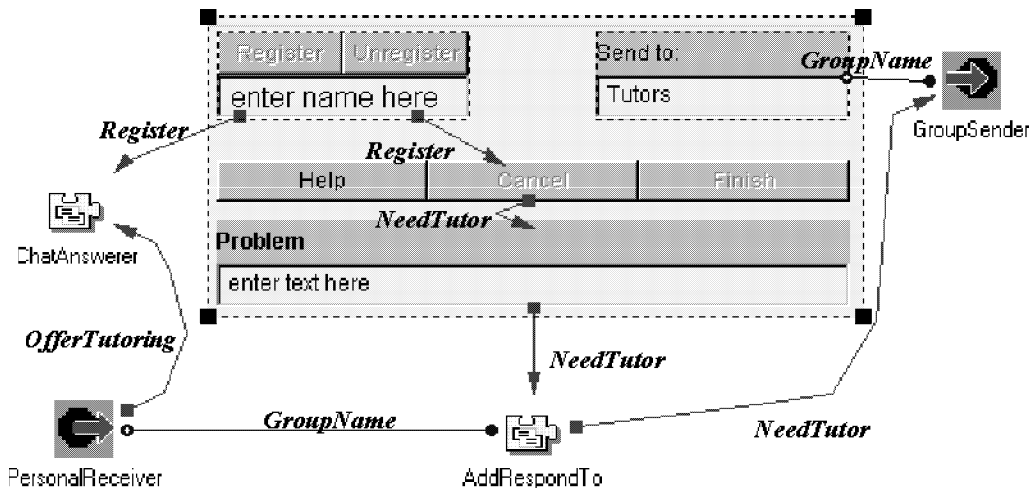 Register Unregister
Send to:
GroupName
enter name here
Tutors
GroupSender
Register
Register
Help Cancel Finish
NeedTutor
ChatAnswerer
Problem
enter text here
OfferTutoring
NeedTutor
GroupName
NeedTutor
PersonalReceiver
AddRespondTo